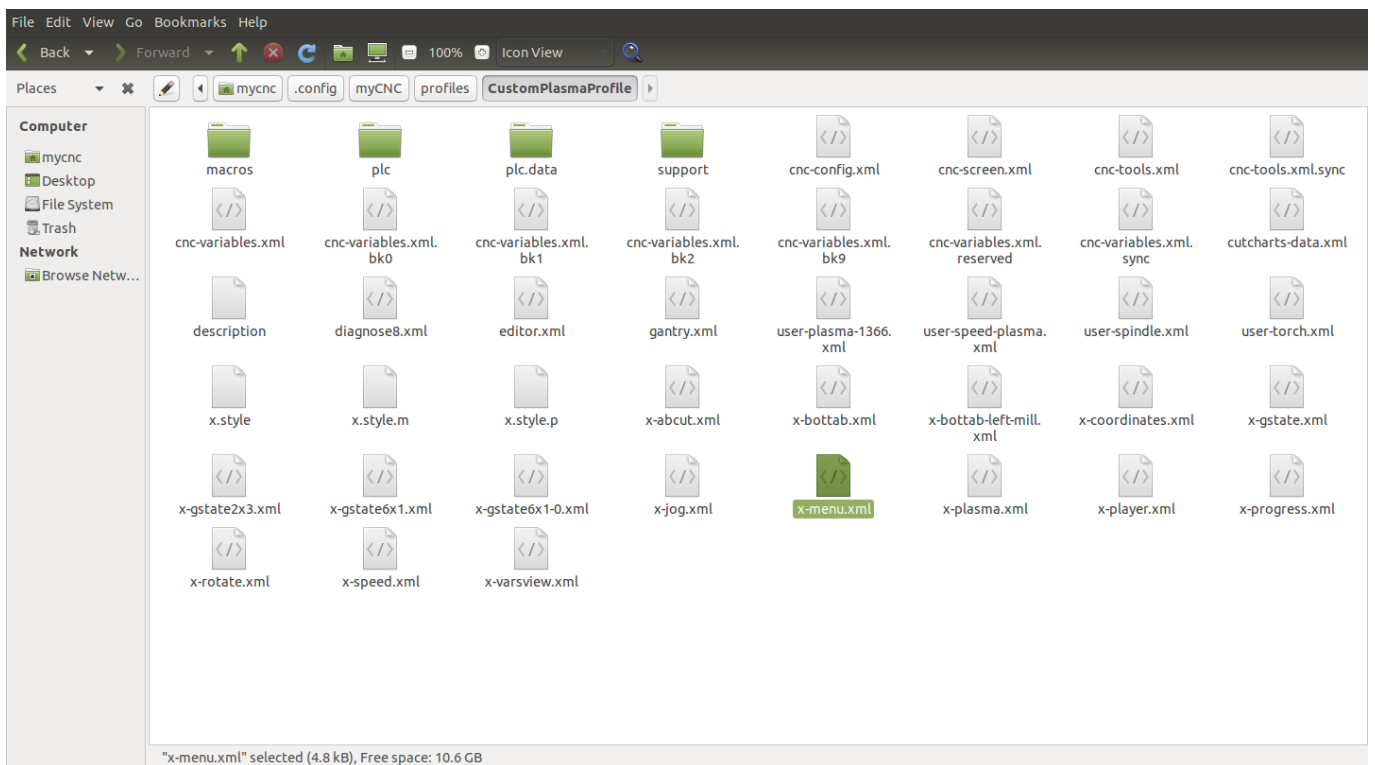 File Edit View Go Bookmarks Help
Back Forward 100% Icon View
Places mycnc .config myCNC profiles CustomPlasmaProfile
Computer
mycnc
Desktop
File System
Trash
Network
Browse Netw...
macros plc plc.data support cnc-config.xml cnc-screen.xml cnc-tools.xml cnc-tools.xml.sync
cnc-variables.xml cnc-variables.xml. cnc-variables.xml. cnc-variables.xml. cnc-variables.xml. cnc-variables.xml. cnc-variables.xml. cutcharts-data.xml
bk0 bk1 bk2 bk9 reserved sync
description diagnose8.xml editor.xml gantry.xml user-plasma-1366. user-speed-plasma. user-spindle.xml user-torch.xml
xml xml
x.style x.style.m x.style.p x-abcut.xml x-bottab.xml x-bottab-left-mill. x-coordinates.xml x-gstate.xml
xml
x-gstate2x3.xml x-gstate6x1.xml x-gstate6x1-0.xml x-jog.xml x-menu.xml x-plasma.xml x-player.xml x-progress.xml
x-rotate.xml x-speed.xml x-varsview.xml
"x-menu.xml" selected (4.8 kB), Free space: 10.6 GB